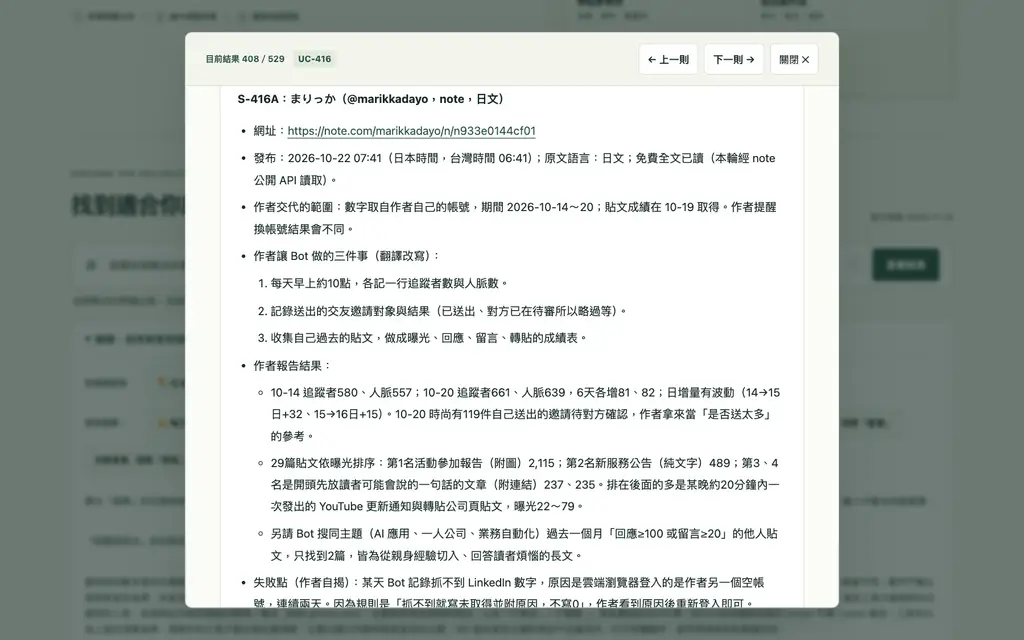 目前結果 408 / 529 UC-416 ← 上一則 下一則 → 關閉 ✕
S-416A：まりっか（@marikkadayo，note，日文）
• 網址：https://note.com/marikkadayo/n/n933e0144cf01
• 發布：2026-10-22 07:41（日本時間，台灣時間 06:41）；原文語言：日文；免費全文已讀（本輪經 note
公開 API 讀取）。
• 作者交代的範圍：數字取自作者自己的帳號，期間 2026-10-14～20；貼文成績在 10-19 取得。作者提醒
換帳號結果會不同。
• 作者讓 Bot 做的三件事（翻譯改寫）：
1. 每天早上約10點，各記一行追蹤者數與人脈數。
2. 記錄送出的交友邀請對象與結果（已送出、對方已在待審所以略過等）。
3. 收集自己過去的貼文，做成曝光、回應、留言、轉貼的成績表。
• 作者報告結果：
◦ 10-14 追蹤者580、人脈557；10-20 追蹤者661、人脈639，6天各增81、82；日增量有波動（14→15
日+32、15→16日+15）。10-20 時尚有119件自己送出的邀請待對方確認，作者拿來當「是否送太多」
的參考。
◦ 29篇貼文依曝光排序：第1名活動參加報告（附圖）2,115；第2名新服務公告（純文字）489；第3、4
名是開頭先放讀者可能會說的一句話的文章（附連結）237、235。排在後面的多是某晚約20分鐘內一
次發出的 YouTube 更新通知與轉貼公司頁貼文，曝光22～79。
◦ 另請 Bot 搜同主題（AI 應用、一人公司、業務自動化）過去一個月「回應≥100 或留言≥20」的他人貼
文，只找到2篇，皆為從親身經驗切入、回答讀者煩惱的長文。
• 失敗點（作者自揭）：某天 Bot 記錄抓不到 LinkedIn 數字，原因是雲端瀏覽器登入的是作者另一個空帳
號，連續兩天。因為規則是「抓不到就寫未取得並附原因，不寫0」，作者看到原因後重新登入即可。